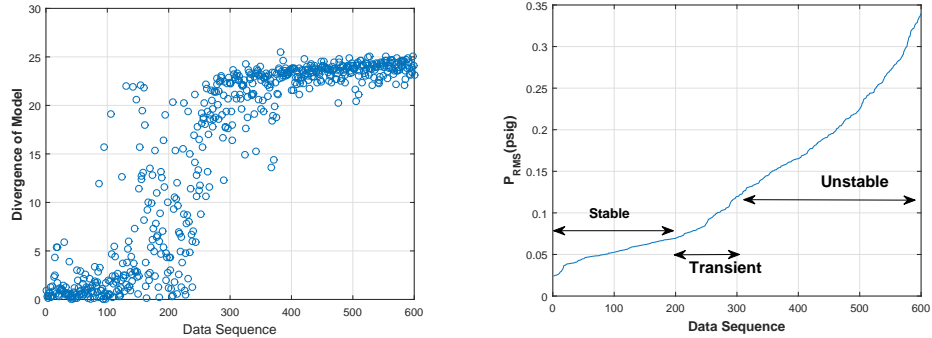 30
25
20
15
10
5
0
0 100 200 300 400 500 600
Divergence of Model
Data Sequence
0.35
0.3
0.25
0.2
0.15
0.1
0.05
0
0 100 200 300 400 500 600
P_RMS(psig)
Data Sequence
Stable
Transient
Unstable